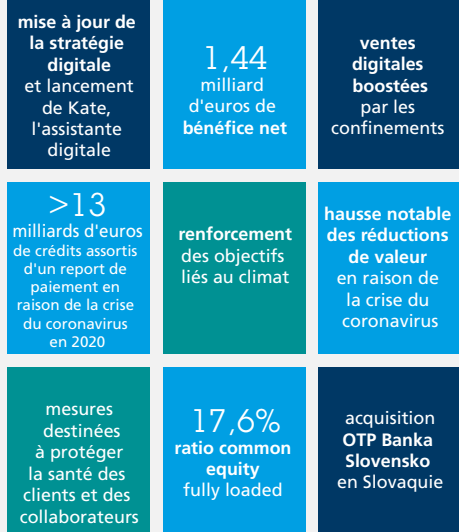 mise à jour de
la stratégie
digitale
et lancement
de Kate,
l'assistante
digitale
1,44
milliard
d'euros de
bénéfice net
ventes
digitales
boostées
par les
confinements
>13
milliards d'euros
de crédits assortis
d'un report de
paiement en
raison de la crise
du coronavirus
en 2020
renforcement
des objectifs
liés au climat
hausse notable
des réductions
de valeur
en raison de
la crise du
coronavirus
mesures
destinées
à protéger
la santé des
clients et des
collaborateurs
17,6%
ratio common
equity
fully loaded
acquisition
OTP Banka
Slovensko
en Slovaquie